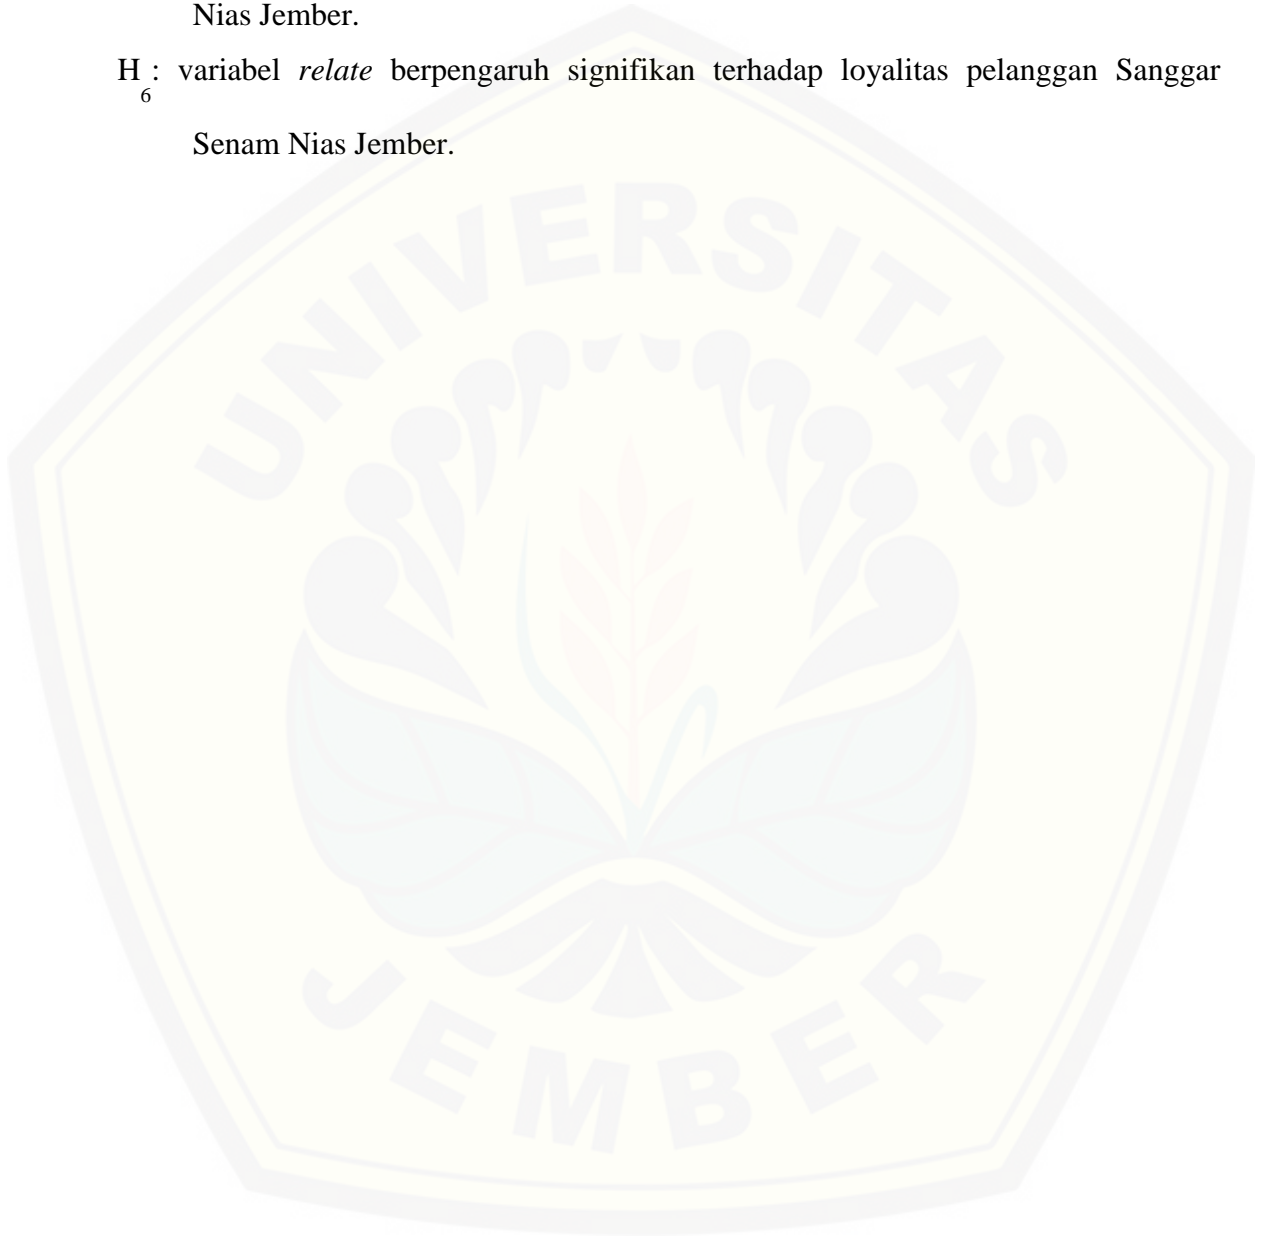 Nias Jember.
H₆: variabel relate berpengaruh signifikan terhadap loyalitas pelanggan Sanggar
Senam Nias Jember.
UNIVERSITAS
JEMBER